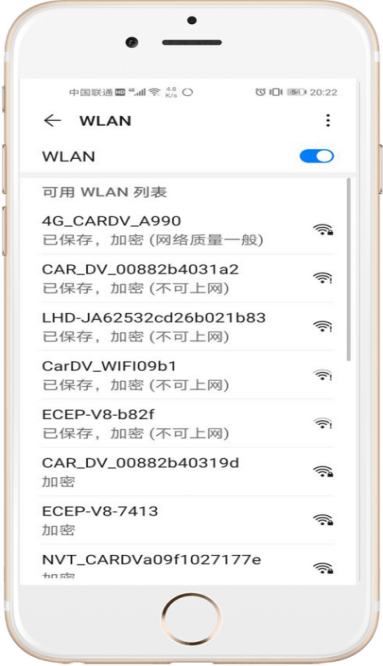 中国联通 HD 4G 4.0 K/s 20:22
WLAN
WLAN
可用 WLAN 列表
4G_CARDV_A990
已保存，加密 (网络质量一般)
CAR_DV_00882b4031a2
已保存，加密 (不可上网)
LHD-JA62532cd26b021b83
已保存，加密 (不可上网)
CarDV_WIFI09b1
已保存，加密 (不可上网)
ECEP-V8-b82f
已保存，加密 (不可上网)
CAR_DV_00882b40319d
加密
ECEP-V8-7413
加密
NVT_CARDVa09f1027177e
加密